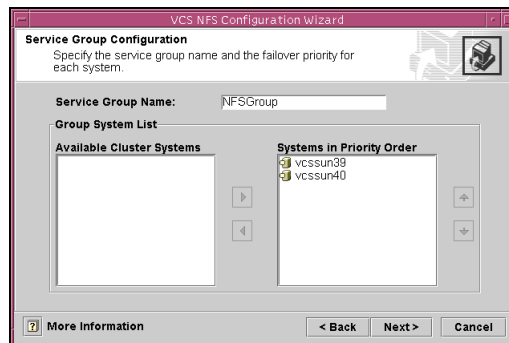 VCS NFS Configuration Wizard
Service Group Configuration
Specify the service group name and the failover priority for
each system.
Service Group Name: NFSGroup
Group System List
Available Cluster Systems
Systems in Priority Order
vcssun39
vcssun40
? More Information
< Back
Next >
Cancel